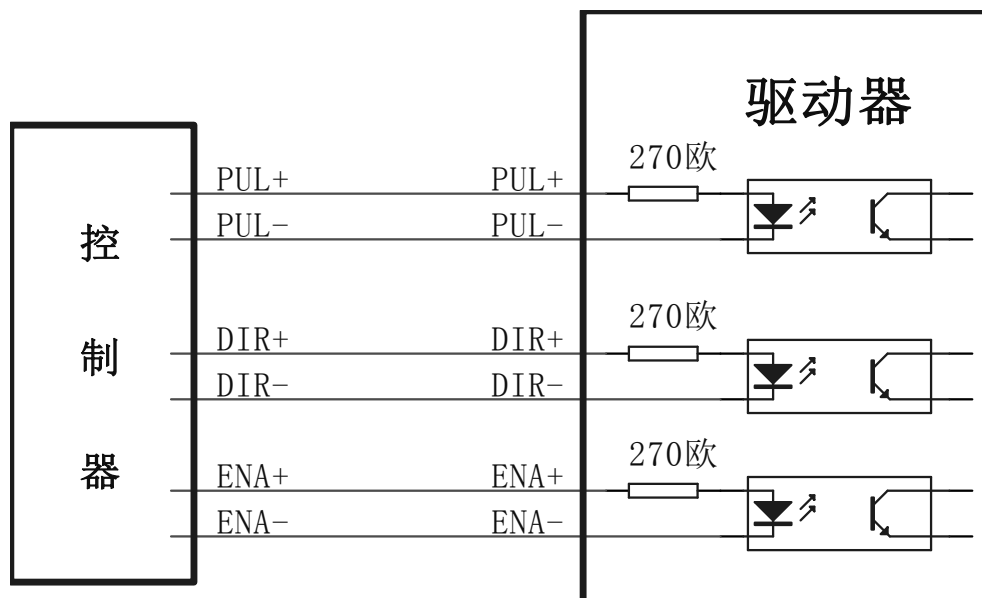 驱动器
控制器
270欧
PUL+ PUL+
PUL- PUL-
270欧
DIR+ DIR+
DIR- DIR-
270欧
ENA+ ENA+
ENA- ENA-